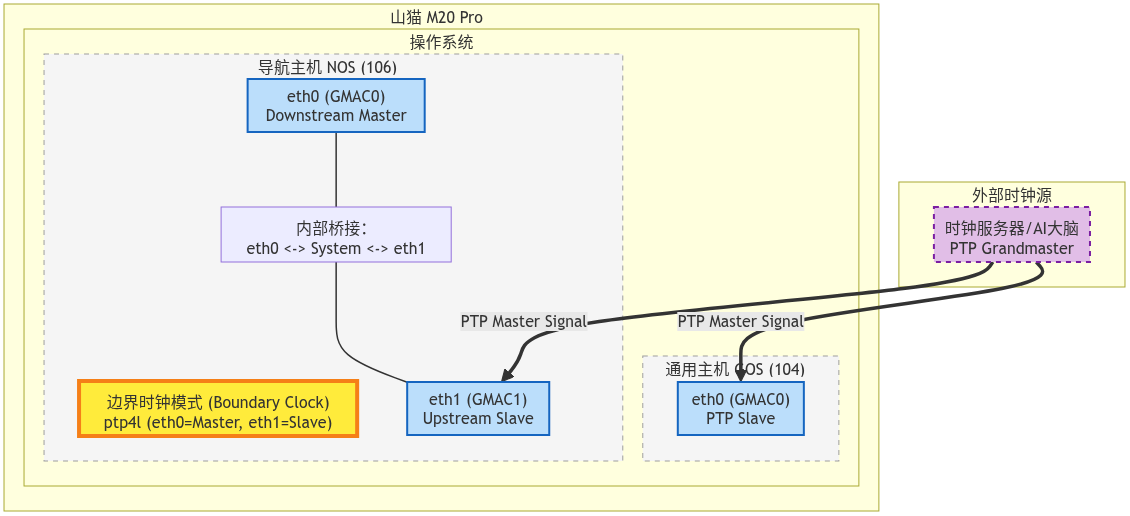 山猫 M20 Pro
操作系统
导航主机 NOS (106)
eth0 (GMAC0)
Downstream Master
内部桥接：
eth0 <-> System <-> eth1
外部时钟源
时钟服务器/AI大脑
PTP Grandmaster
PTP Master Signal
PTP Master Signal
通用主机 GOS (104)
边界时钟模式 (Boundary Clock)
ptp4l (eth0=Master, eth1=Slave)
eth1 (GMAC1)
Upstream Slave
eth0 (GMAC0)
PTP Slave